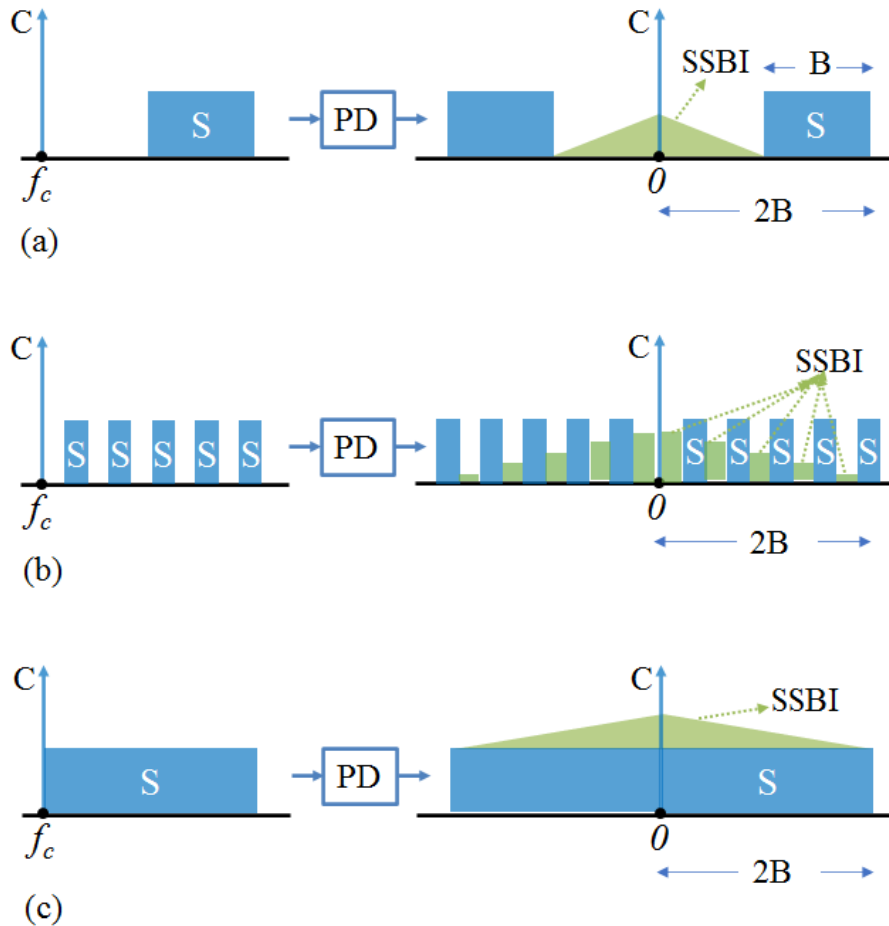 C C
SSBI B
S PD S
f_c 0
2B
(a)
C C
SSBI
S S S S S PD S S S S S
f_c 0
2B
(b)
C C
SSBI
S PD S
f_c 0
2B
(c)